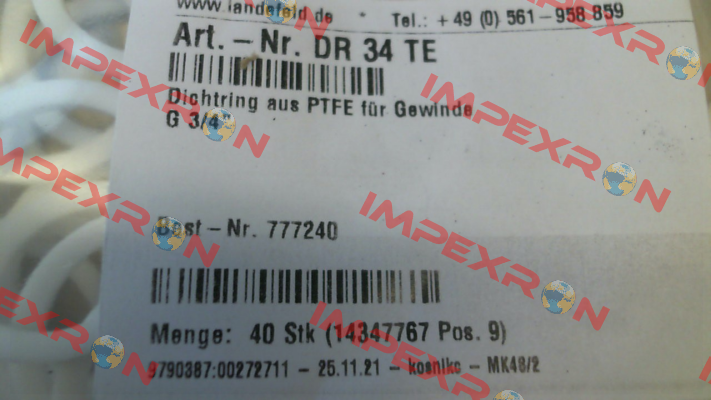 www.landefeld.de * Tel.: +49 (0) 561-958 859
Art.-Nr. DR 34 TE
Dichtring aus PTFE für Gewinde
G 3/4"
Best-Nr. 777240
Menge: 40 Stk (14347767 Pos. 9)
9790387:00272711 - 25.11.21 - kosniko - MK48/2
IMPEXRON
IMPEXRON
IMPEXRON
IMPEXRON
IMPEXRON